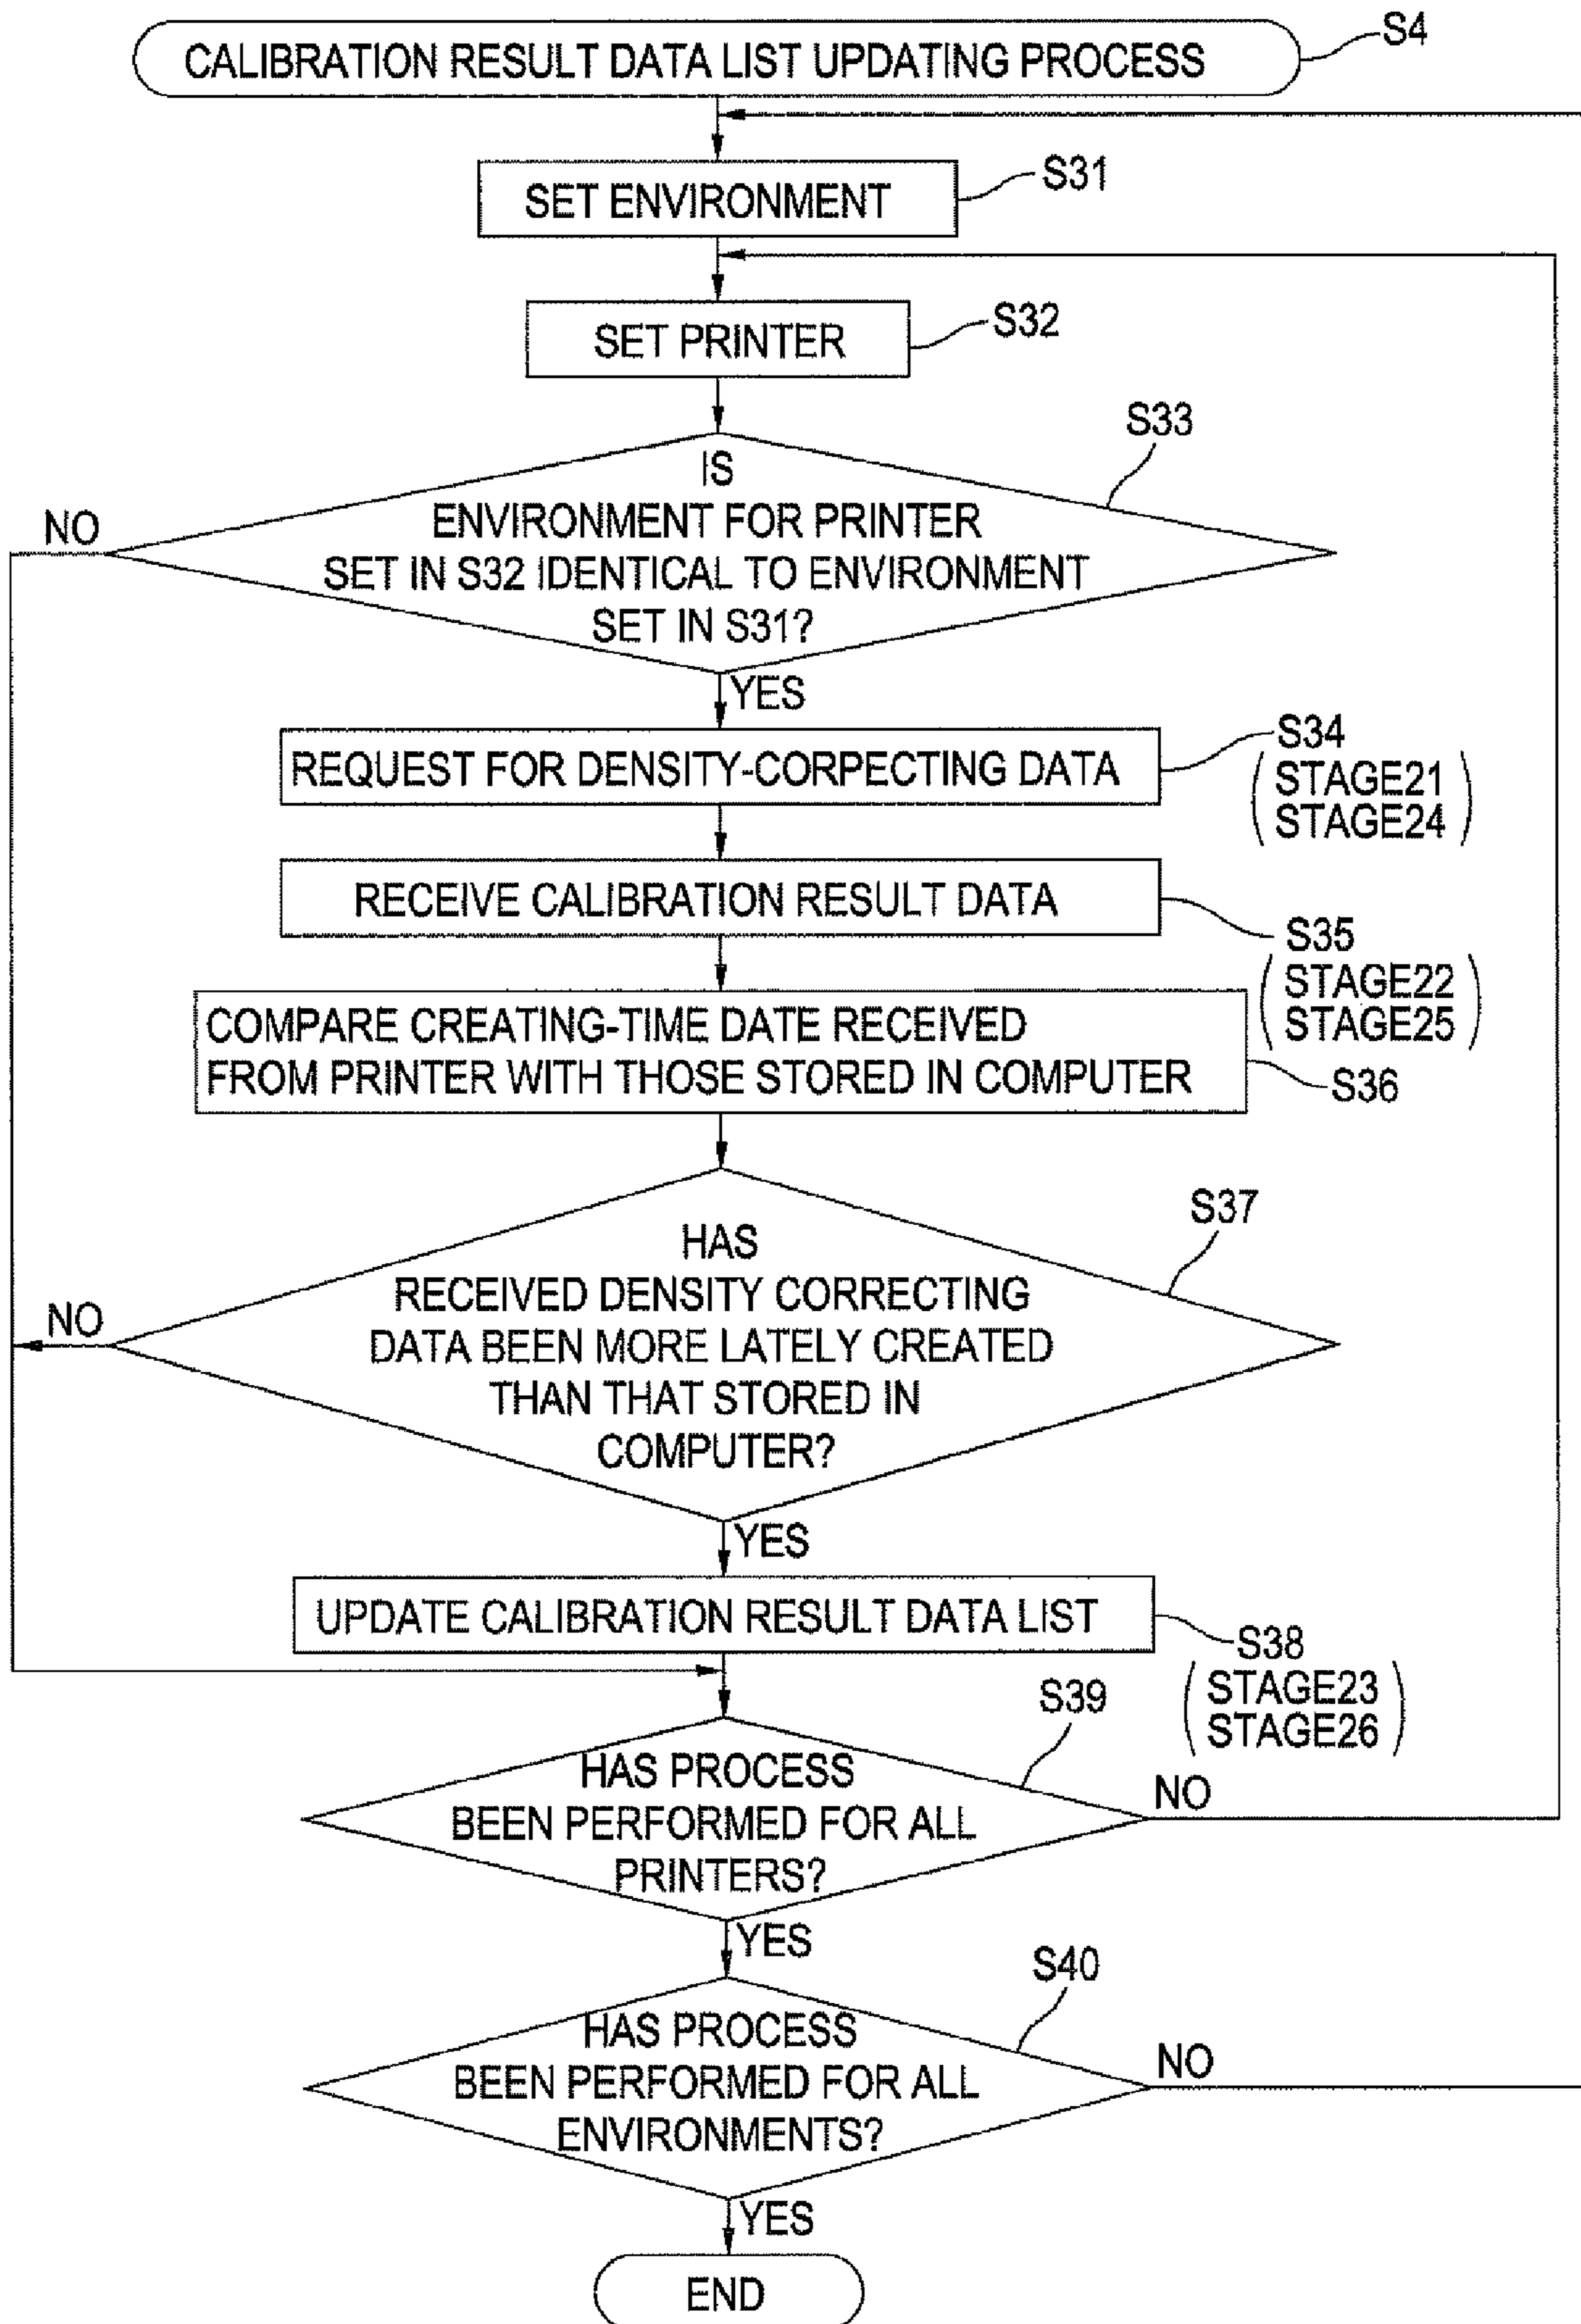 CALIBRATION RESULT DATA LIST UPDATING PROCESS
S4
SET ENVIRONMENT
S31
SET PRINTER
S32
S33
IS
ENVIRONMENT FOR PRINTER
SET IN S32 IDENTICAL TO ENVIRONMENT
SET IN S31?
NO
YES
REQUEST FOR DENSITY-CORPECTING DATA
S34
STAGE21
STAGE24
RECEIVE CALIBRATION RESULT DATA
S35
STAGE22
STAGE25
COMPARE CREATING-TIME DATE RECEIVED
FROM PRINTER WITH THOSE STORED IN COMPUTER
S36
S37
HAS
RECEIVED DENSITY CORRECTING
DATA BEEN MORE LATELY CREATED
THAN THAT STORED IN
COMPUTER?
NO
YES
UPDATE CALIBRATION RESULT DATA LIST
S38
STAGE23
STAGE26
S39
HAS PROCESS
BEEN PERFORMED FOR ALL
PRINTERS?
NO
YES
S40
HAS PROCESS
BEEN PERFORMED FOR ALL
ENVIRONMENTS?
NO
YES
END